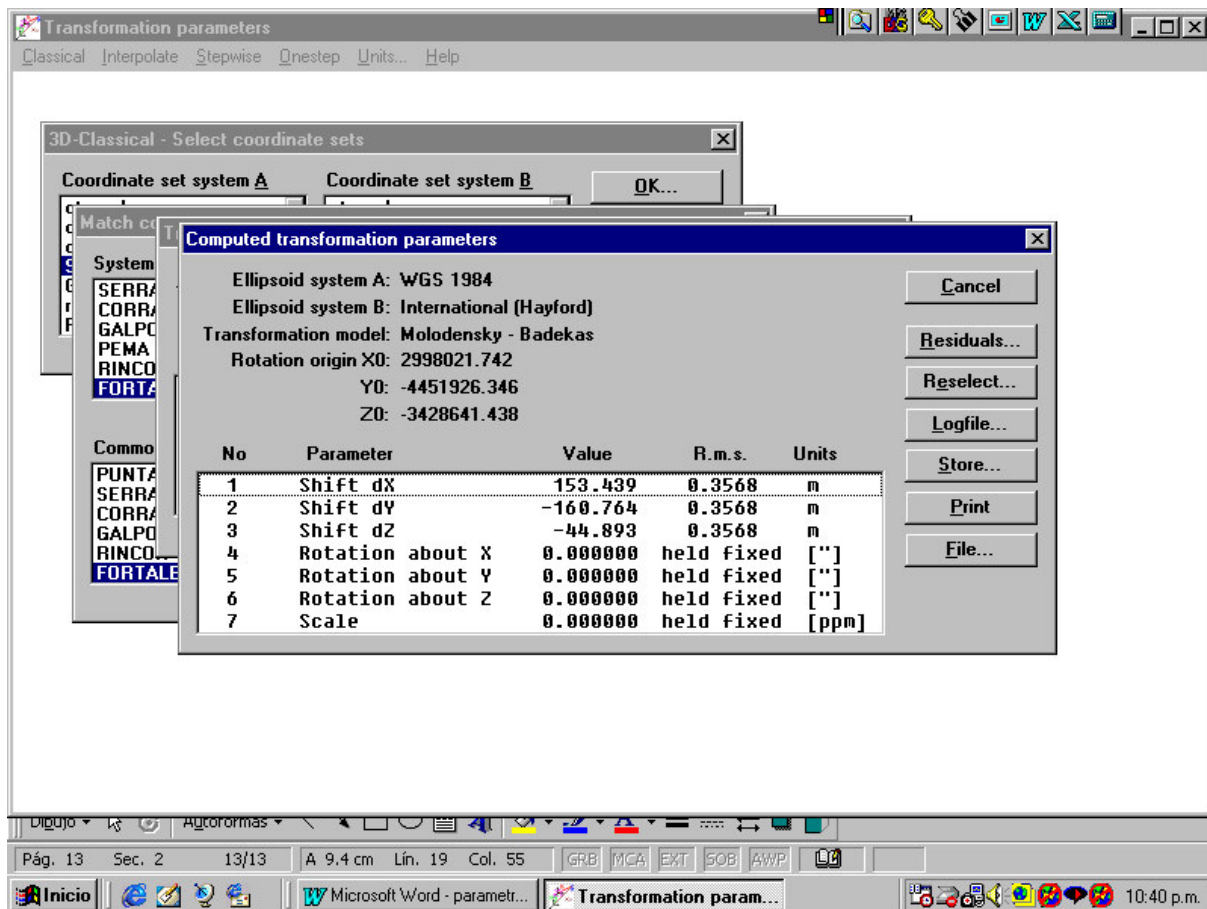 Transformation parameters
Classical Interpolate Stepwise Onestep Units... Help
3D-Classical - Select coordinate sets
Coordinate set system A Coordinate set system B OK...
Match
Computed transformation parameters
System
SERRA
CORRA
GALPO
PEMA
RINCO
FORTA
Ellipsoid system A: WGS 1984
Ellipsoid system B: International (Hayford)
Transformation model: Molodensky - Badekas
Rotation origin X0: 2998021.742
Y0: -4451926.346
Z0: -3428641.438
Cancel
Residuals...
Reselect...
Logfile...
Store...
Print
File...
Commo
PUNTA
SERRA
CORRA
GALPO
RINCON
FORTALE
No Parameter Value R.m.s. Units
1 Shift dX 153.439 0.3568 m
2 Shift dY -160.764 0.3568 m
3 Shift dZ -44.893 0.3568 m
4 Rotation about X 0.000000 held fixed ["]
5 Rotation about Y 0.000000 held fixed ["]
6 Rotation about Z 0.000000 held fixed ["]
7 Scale 0.000000 held fixed [ppm]
Dibujo Autoformas
Pág. 13 Sec. 2 13/13 A 9.4 cm Lín. 19 Col. 55 GRB MCA EXT SOB AWP
Inicio Microsoft Word - parametr... Transformation param... 10:40 p.m.